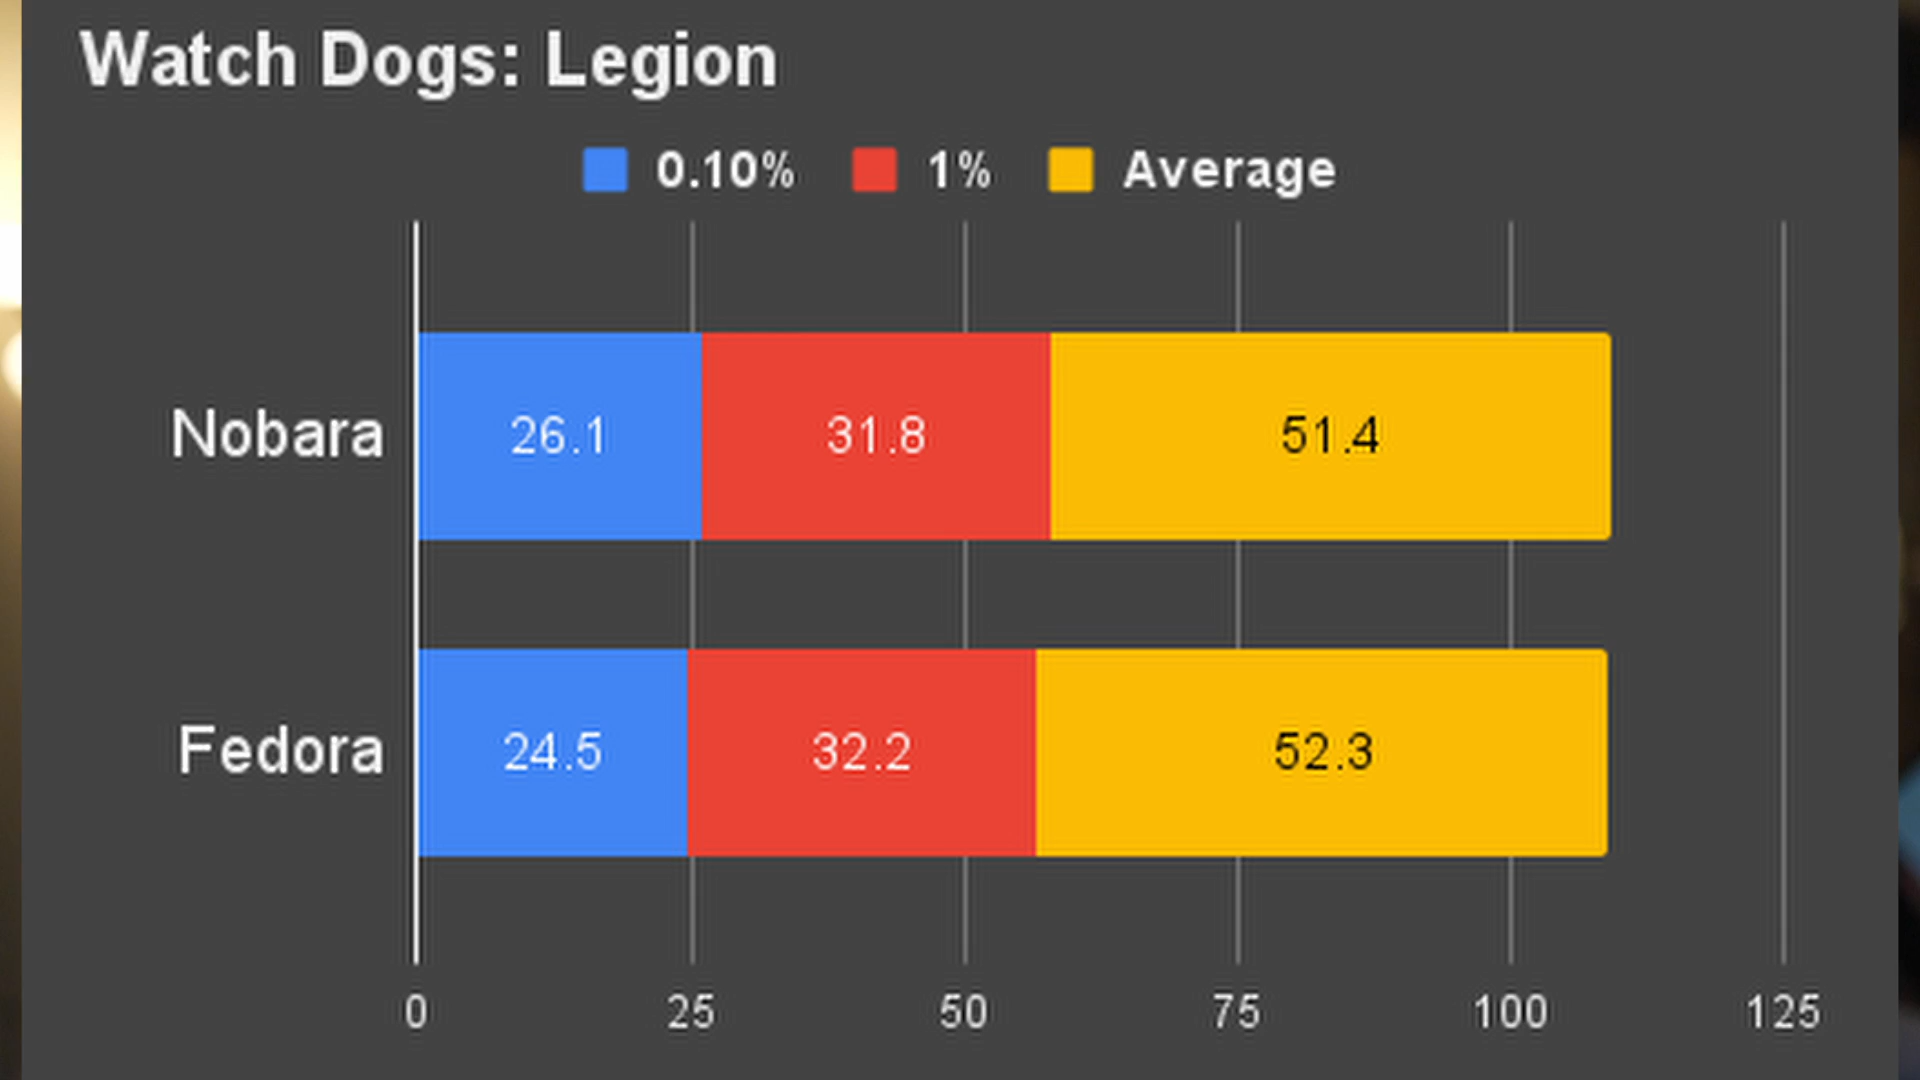 Watch Dogs: Legion
0.10% 1% Average
Nobara 26.1 31.8 51.4
Fedora 24.5 32.2 52.3
0 25 50 75 100 125